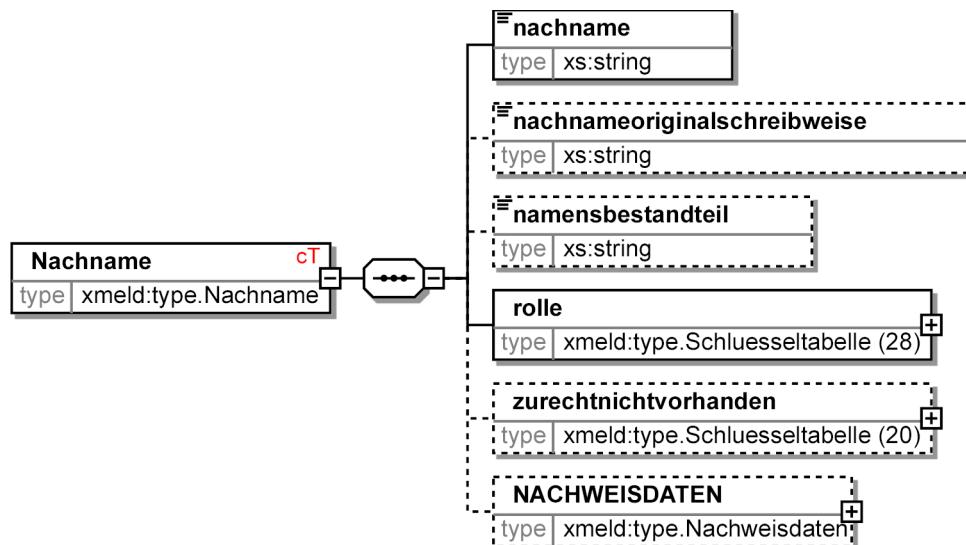 nachname
type xs:string
nachnameoriginalschreibweise
type xs:string
namensbestandteil
type xs:string
Nachname cT
type xmeld:type.Nachname
rolle
type xmeld:type.Schluesseltabelle (28)
zurechtnichtvorhanden
type xmeld:type.Schluesseltabelle (20)
NACHWEISDATEN
type xmeld:type.Nachweisdaten